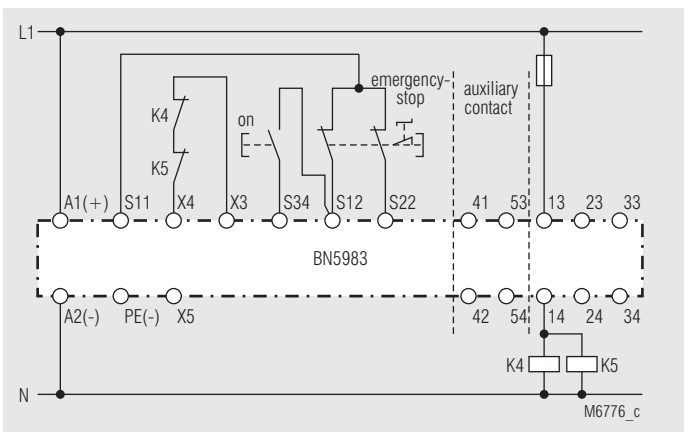 L1
emergency-
stop
auxiliary
contact
K4
on
K5
A1(+) S11 X4 X3 S34 S12 S22 41 53 13 23 33
BN5983
A2(-) PE(-) X5 42 54 14 24 34
K4 K5
N
M6776_c